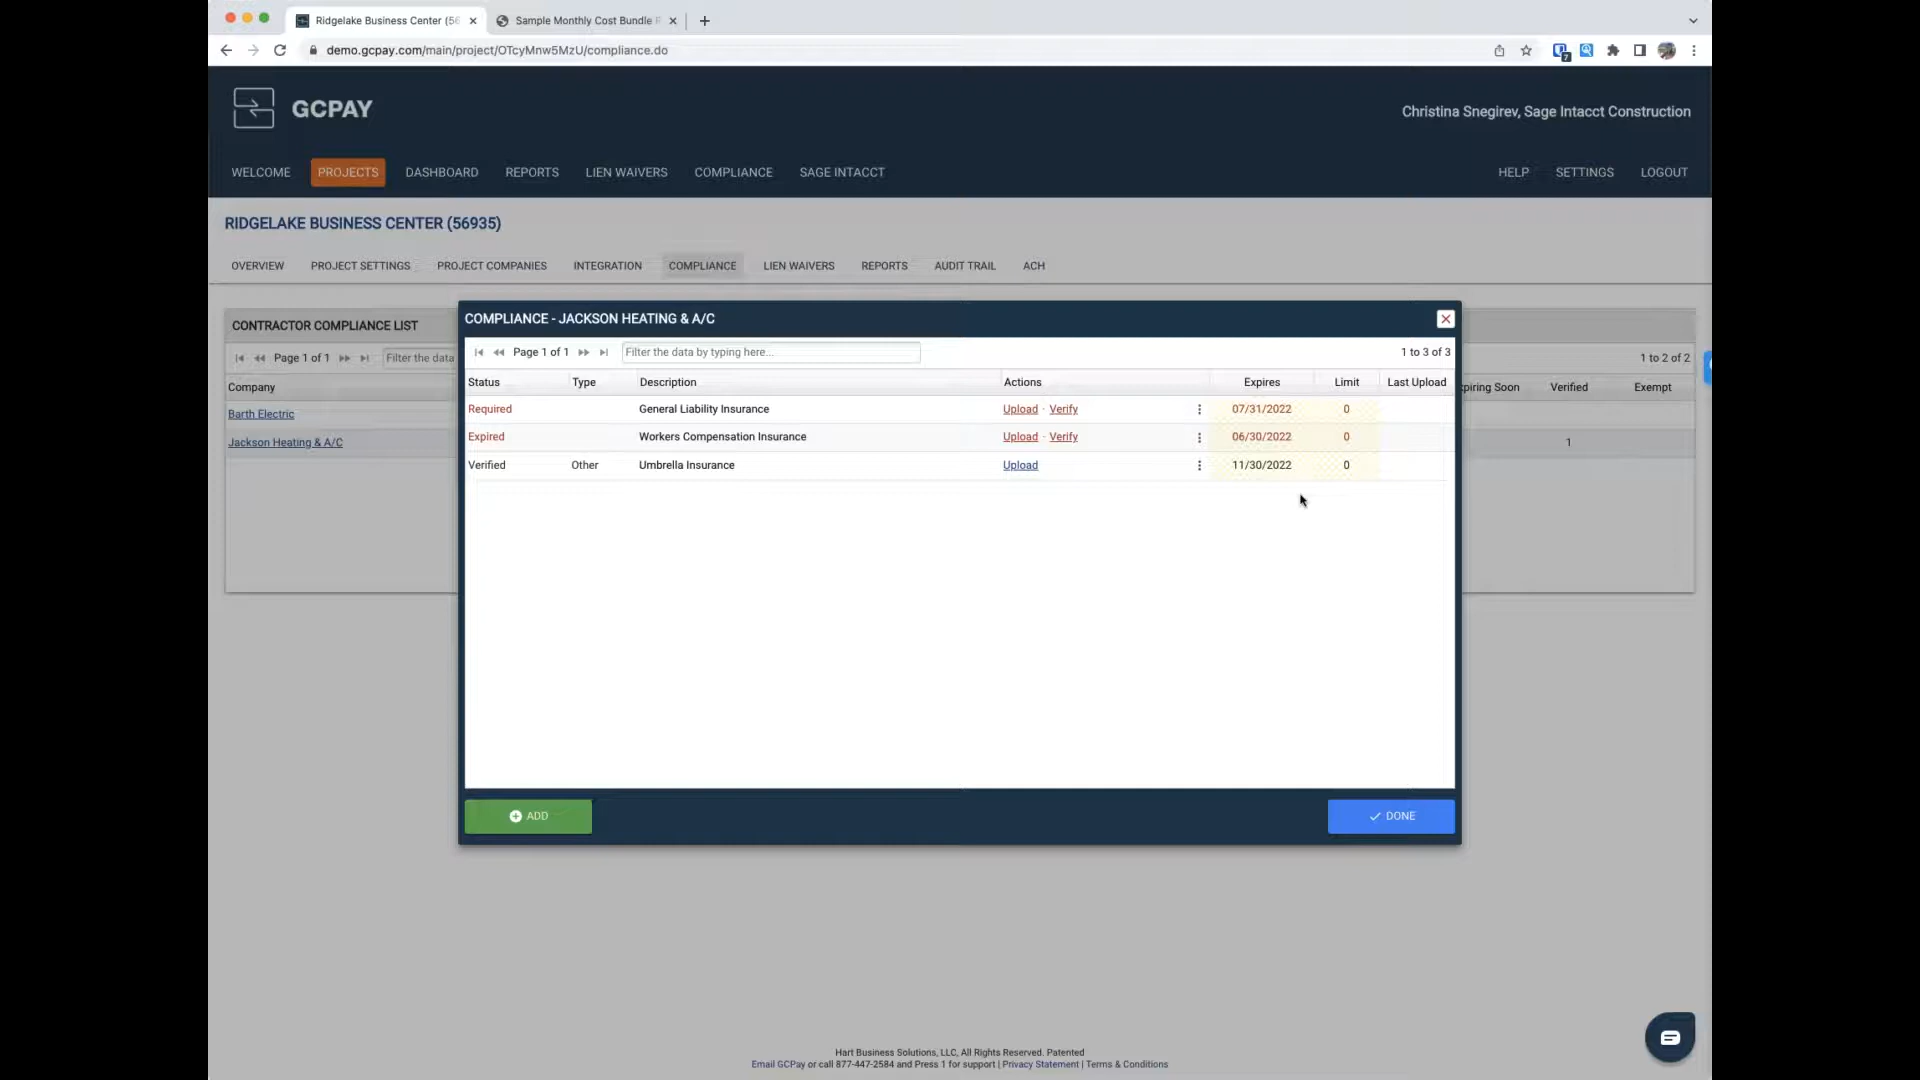 Ridgelake Business Center (56
Sample Monthly Cost Bundle R
demo.gcpay.com/main/project/OTcyMnw5MzU/compliance.do
7
GCPAY
Christina Snegirev, Sage Intacct Construction
WELCOME PROJECTS DASHBOARD REPORTS LIEN WAIVERS COMPLIANCE SAGE INTACCT HELP SETTINGS LOGOUT
RIDGELAKE BUSINESS CENTER (56935)
OVERVIEW PROJECT SETTINGS PROJECT COMPANIES INTEGRATION COMPLIANCE LIEN WAIVERS REPORTS AUDIT TRAIL ACH
CONTRACTOR COMPLIANCE LIST
Page 1 of 1 Filter the data 1 to 2 of 2
Company piring Soon Verified Exempt
Barth Electric
Jackson Heating & A/C 1
COMPLIANCE - JACKSON HEATING & A/C
Page 1 of 1 Filter the data by typing here... 1 to 3 of 3
Status Type Description Actions Expires Limit Last Upload
Required General Liability Insurance Upload · Verify 07/31/2022 0
Expired Workers Compensation Insurance Upload · Verify 06/30/2022 0
Verified Other Umbrella Insurance Upload 11/30/2022 0
ADD
DONE
Hart Business Solutions, LLC, All Rights Reserved. Patented
Email GCPay or call 877-447-2584 and Press 1 for support | Privacy Statement | Terms & Conditions